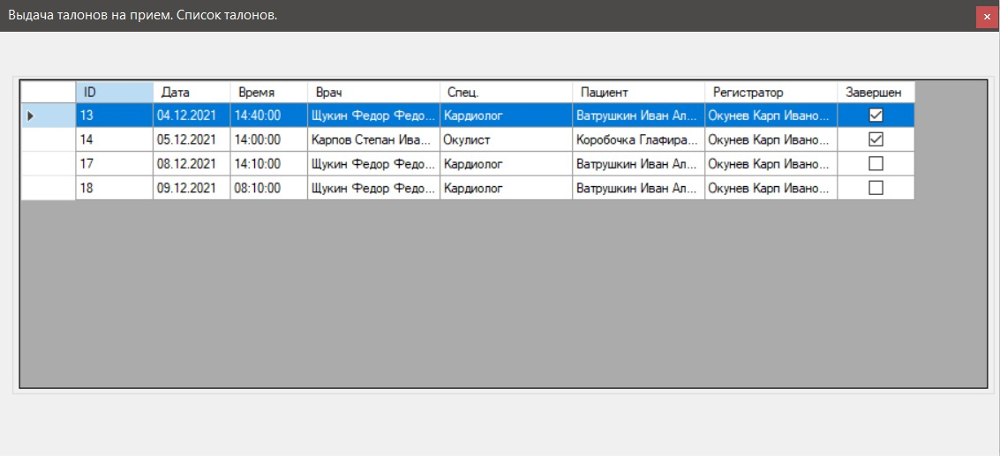 Выдача талонов на прием. Список талонов.
ID Дата Время Врач Спец. Пациент Регистратор Завершен
13 04.12.2021 14:40:00 Щукин Федор Федо... Кардиолог Ватрушкин Иван Ал... Окунев Карп Ивано...
14 05.12.2021 14:00:00 Карпов Степан Ива... Окулист Коробочка Глафира... Окунев Карп Ивано...
17 08.12.2021 14:10:00 Щукин Федор Федо... Кардиолог Ватрушкин Иван Ал... Окунев Карп Ивано...
18 09.12.2021 08:10:00 Щукин Федор Федо... Кардиолог Ватрушкин Иван Ал... Окунев Карп Ивано...